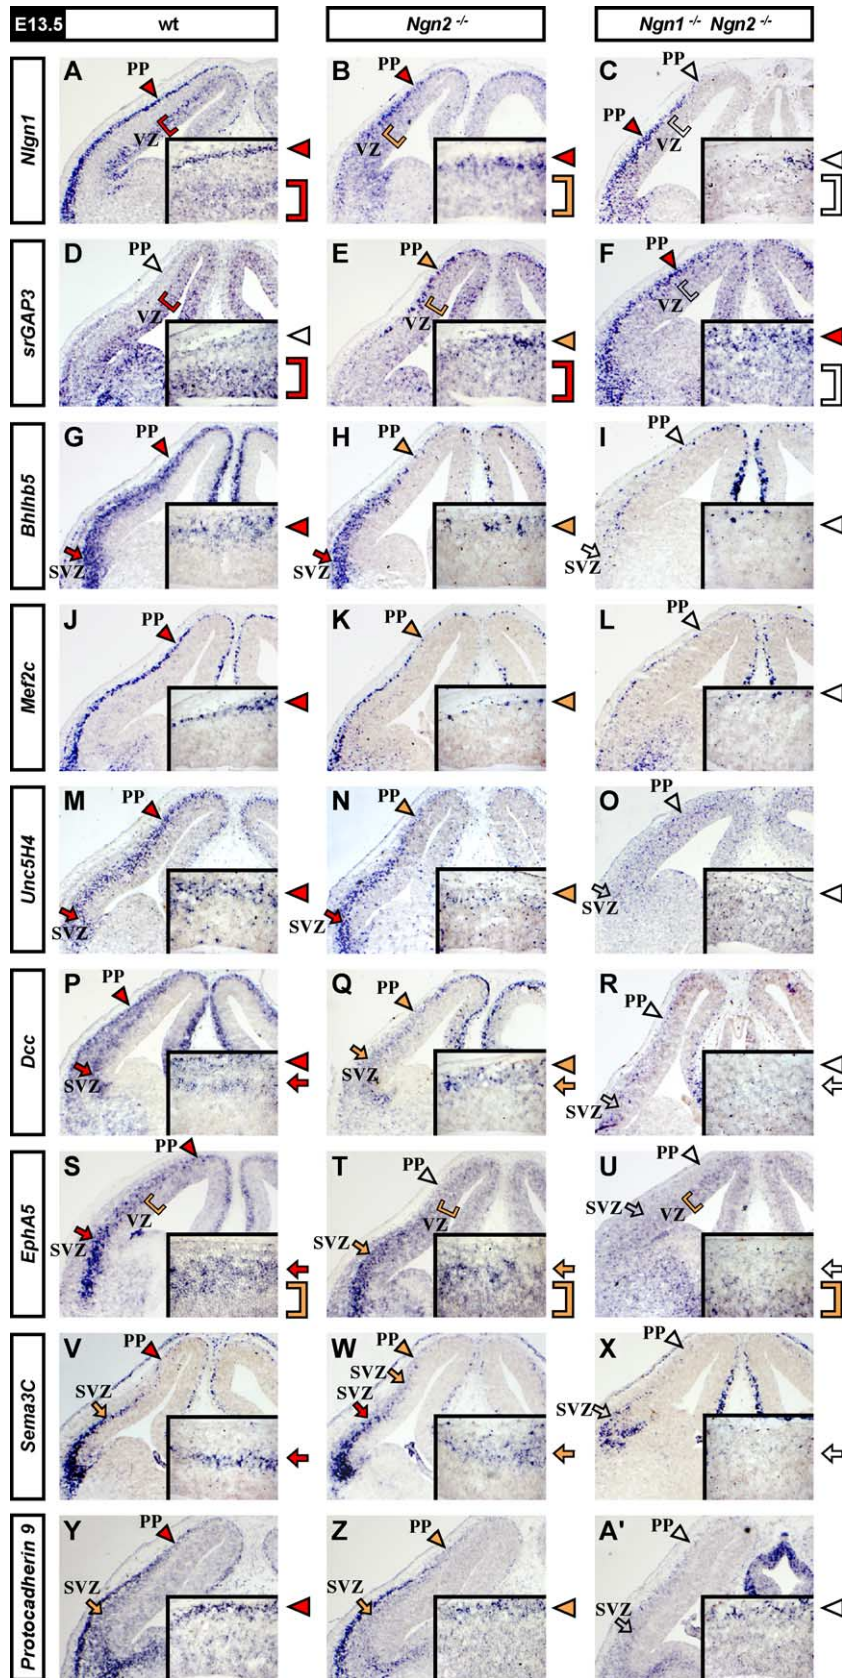 E13.5 wt Ngn2 -/- Ngn1 -/- Ngn2 -/-
Nlgn1
A PP VZ
B PP VZ
C PP PP VZ
srGAP3
D PP VZ
E PP VZ
F PP VZ
Bhlhb5
G PP SVZ
H PP SVZ
I PP SVZ
Mef2c
J PP
K PP
L PP
Unc5H4
M PP SVZ
N PP SVZ
O PP SVZ
Dcc
P PP SVZ
Q PP SVZ
R PP SVZ
EphA5
S PP VZ SVZ
T PP VZ SVZ
U PP SVZ VZ
Sema3C
V PP SVZ
W PP SVZ SVZ
X PP SVZ
Protocadherin 9
Y PP SVZ
Z PP SVZ
A' PP SVZ